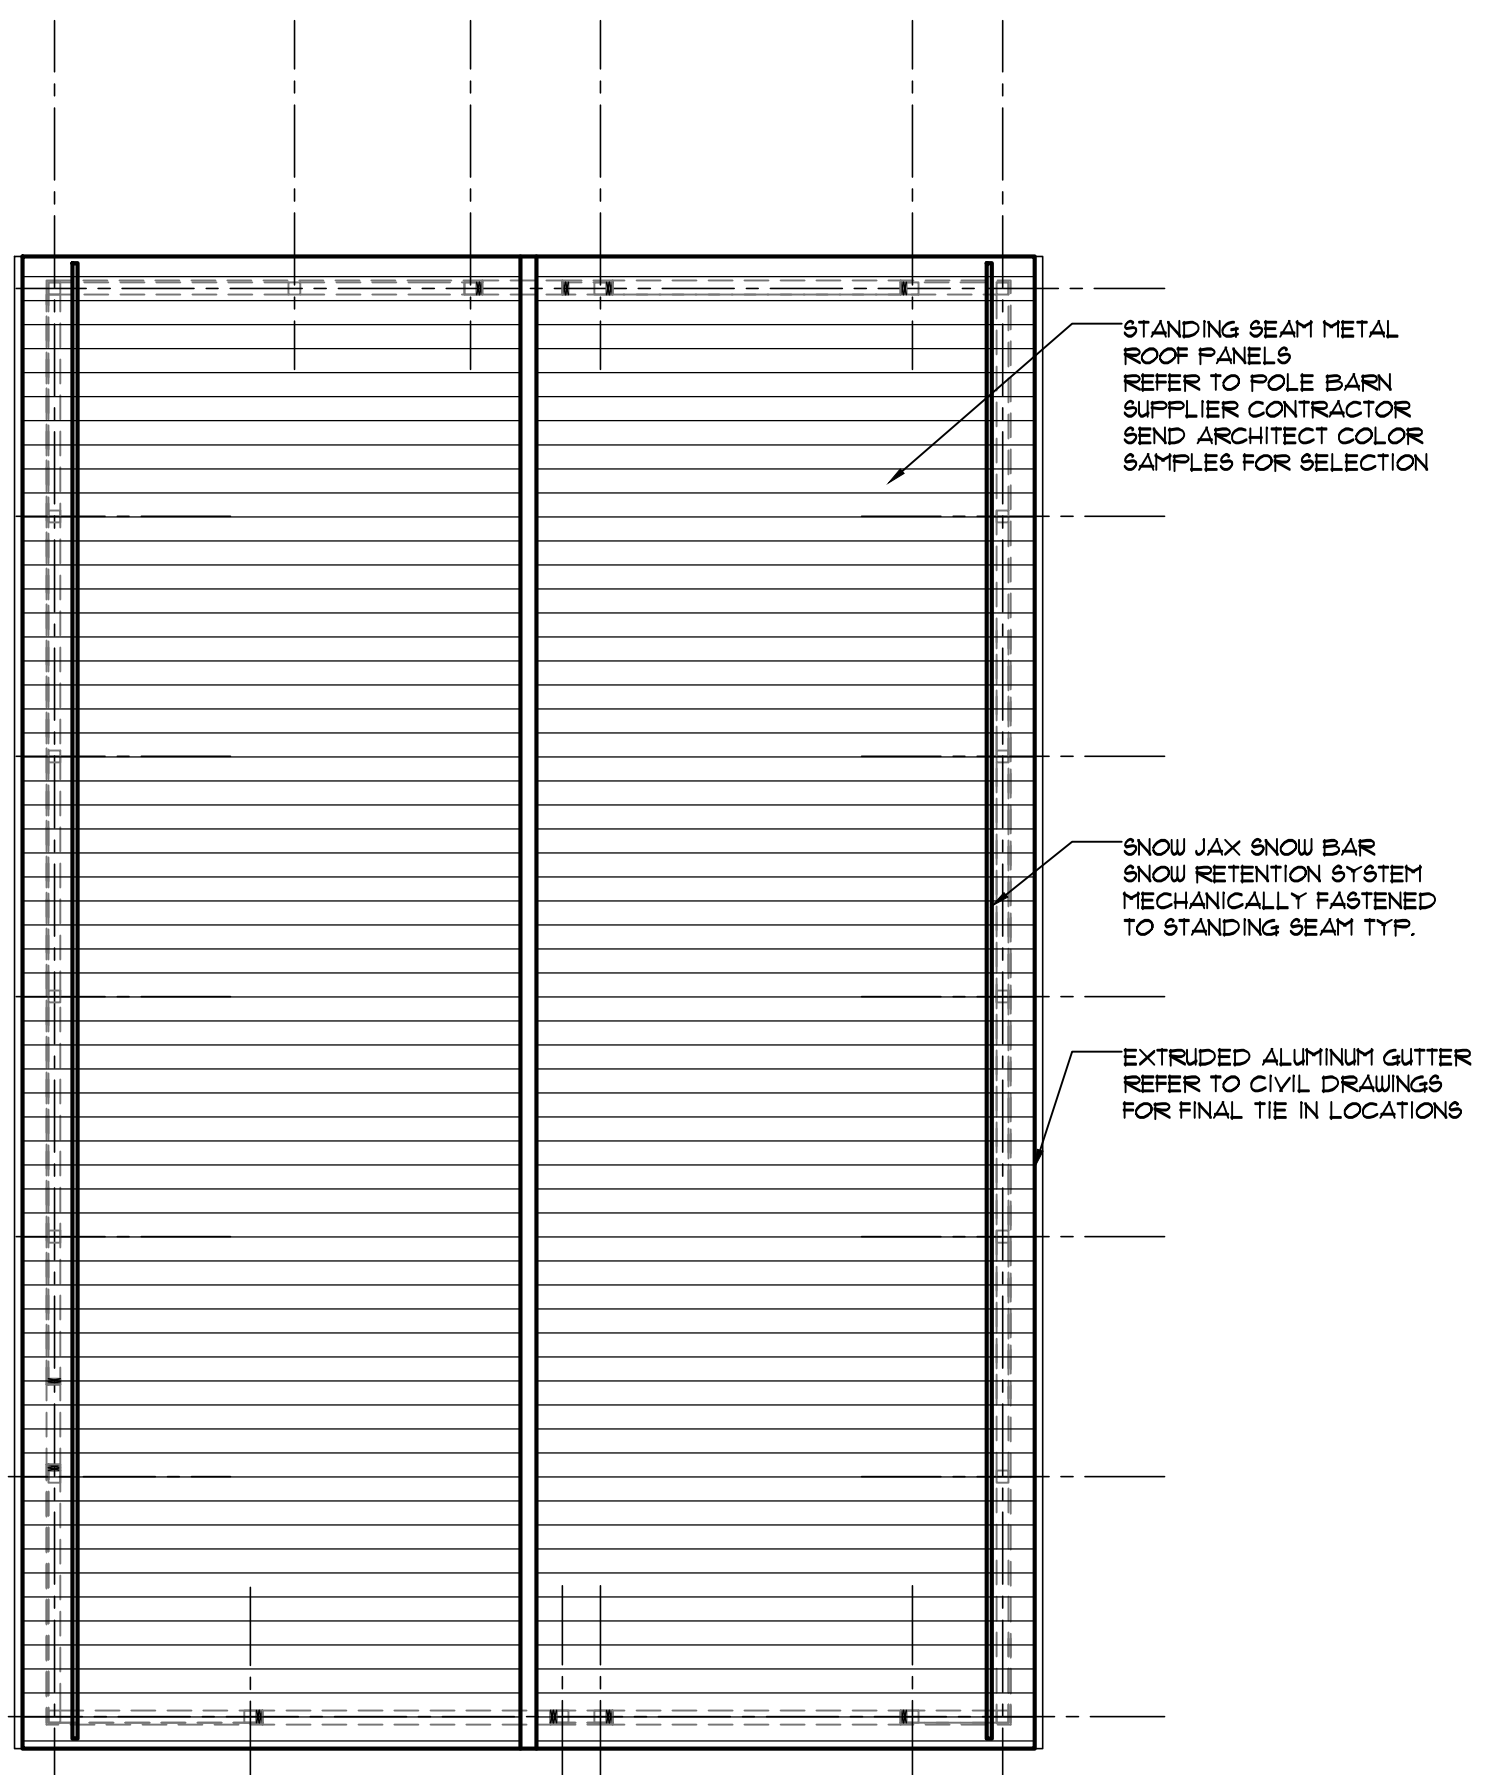 STANDING SEAM METAL
ROOF PANELS
REFER TO POLE BARN
SUPPLIER CONTRACTOR
SEND ARCHITECT COLOR
SAMPLES FOR SELECTION
SNOW JAX SNOW BAR
SNOW RETENTION SYSTEM
MECHANICALLY FASTENED
TO STANDING SEAM TYP.
EXTRUDED ALUMINUM GUTTER
REFER TO CIVIL DRAWINGS
FOR FINAL TIE IN LOCATIONS